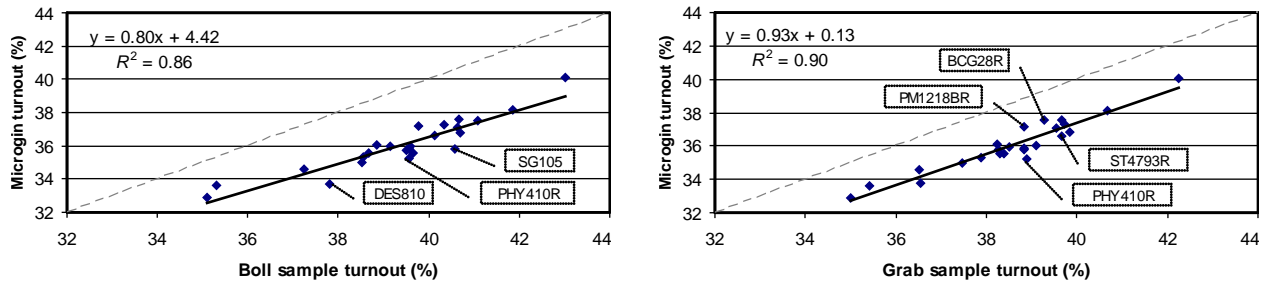 44
42
40
38
36
34
32
Microgin turnout (%)
y = 0.80x + 4.42
R² = 0.86
SG105
DES810
PHY410R
32 34 36 38 40 42 44
Boll sample turnout (%)
44
42
40
38
36
34
32
Microgin turnout (%)
y = 0.93x + 0.13
R² = 0.90
BCG28R
PM1218BR
ST4793R
PHY410R
32 34 36 38 40 42 44
Grab sample turnout (%)